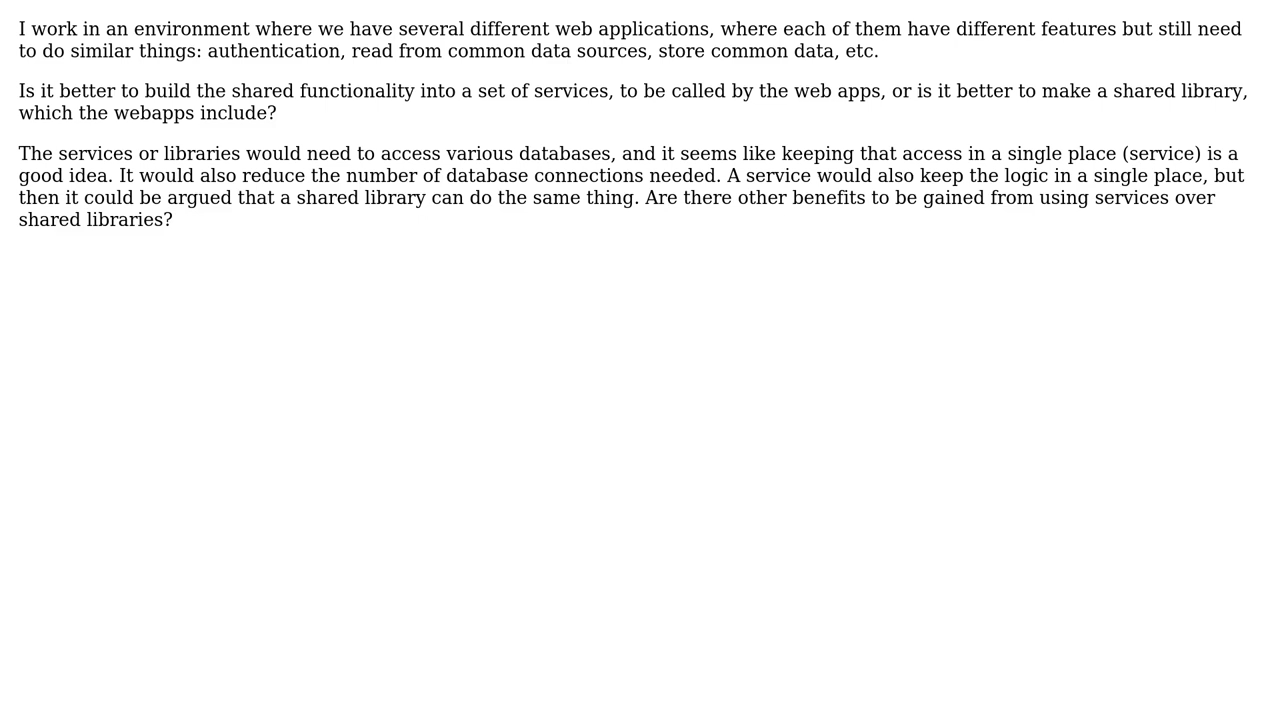 I work in an environment where we have several different web applications, where each of them have different features but still need
to do similar things: authentication, read from common data sources, store common data, etc.
Is it better to build the shared functionality into a set of services, to be called by the web apps, or is it better to make a shared library,
which the webapps include?
The services or libraries would need to access various databases, and it seems like keeping that access in a single place (service) is a
good idea. It would also reduce the number of database connections needed. A service would also keep the logic in a single place, but
then it could be argued that a shared library can do the same thing. Are there other benefits to be gained from using services over
shared libraries?